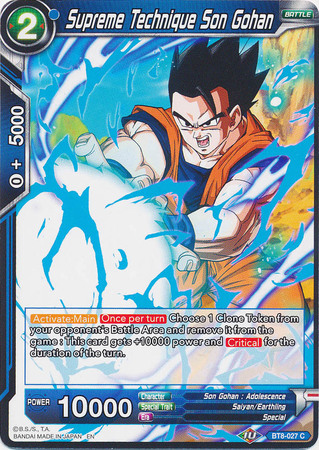 2
Supreme Technique Son Gohan
BATTLE
0 + 5000
Activate:Main Once per turn Choose 1 Clone Token from
your opponent's Battle Area and remove it from the
game : This card gets +10000 power and Critical for
the duration of the turn.
POWER 10000
Character Son Gohan : Adolescence
Special Trait Saiyan/Earthling
Era Special
©B.S./S., T.A.
BANDAI MADE IN JAPAN EN
BT8-027 C